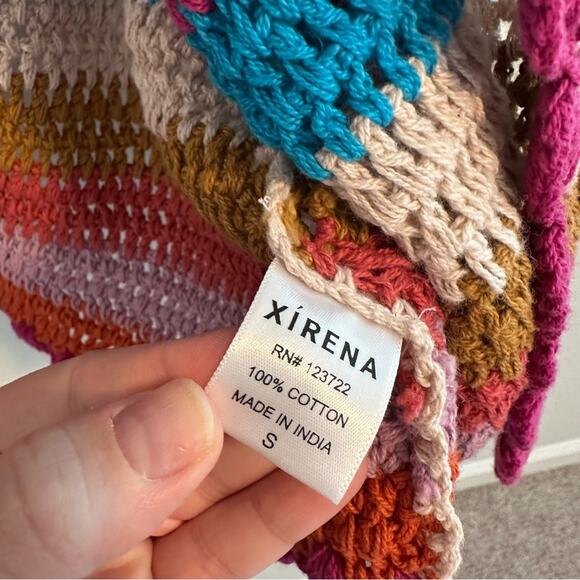 XÍRENA
RN# 123722
100% COTTON
MADE IN INDIA
S